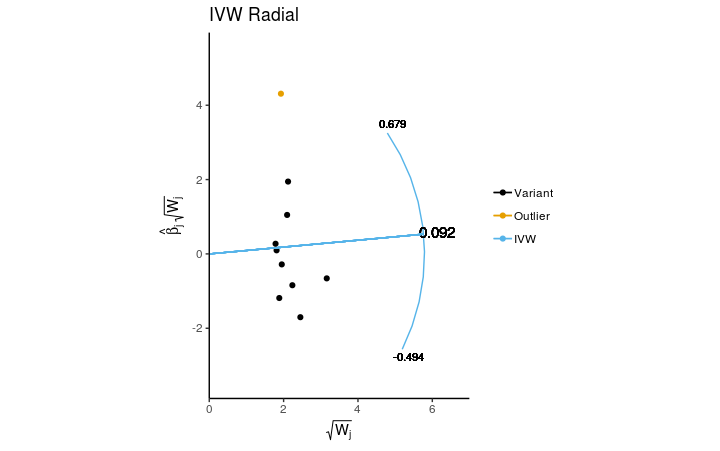 IVW Radial
4
2
0
-2
β̂ⱼ√Wⱼ
0.679
0.092
-0.494
Variant
Outlier
IVW
0
2
4
6
√Wⱼ